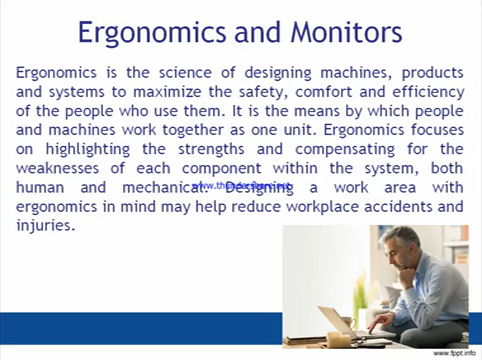 Ergonomics and Monitors
Ergonomics is the science of designing machines, products
and systems to maximize the safety, comfort and efficiency
of the people who use them. It is the means by which people
and machines work together as one unit. Ergonomics focuses
on highlighting the strengths and compensating for the
weaknesses of each component within the system, both
human and mechanical. Designing a work area with
ergonomics in mind may help reduce workplace accidents and
injuries.
www.fppt.info